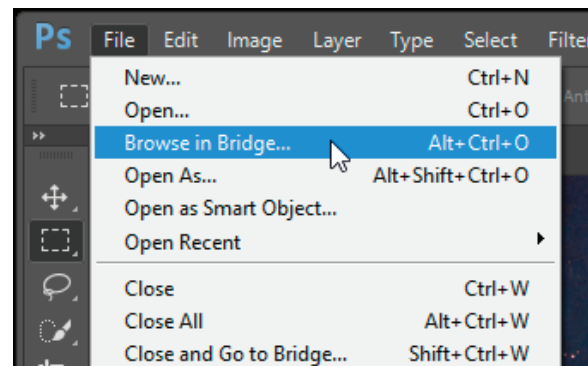 Ps File Edit Image Layer Type Select Filte
New... Ctrl+N
Open... Ctrl+O
Browse in Bridge... Alt+Ctrl+O
Open As... Alt+Shift+Ctrl+O
Open as Smart Object...
Open Recent
Close Ctrl+W
Close All Alt+Ctrl+W
Close and Go to Bridge... Shift+Ctrl+W
Ant